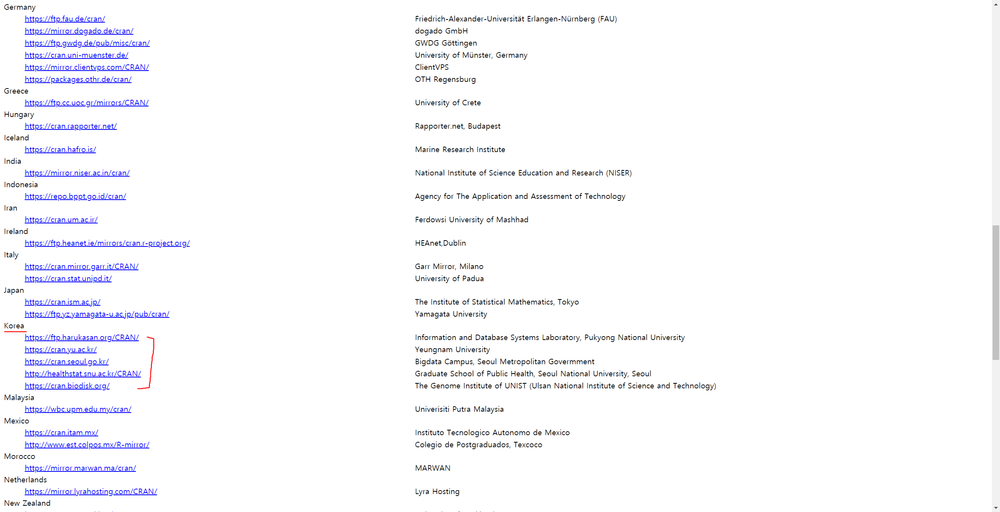 Germany
https://ftp.fau.de/cran/ Friedrich-Alexander-Universität Erlangen-Nürnberg (FAU)
https://mirror.dogado.de/cran/ dogado GmbH
https://ftp.gwdg.de/pub/misc/cran/ GWDG Göttingen
https://cran.uni-muenster.de/ University of Münster, Germany
https://mirror.clientvps.com/CRAN/ ClientVPS
https://packages.othr.de/cran/ OTH Regensburg
Greece
https://ftp.cc.uoc.gr/mirrors/CRAN/ University of Crete
Hungary
https://cran.rapporter.net/ Rapporter.net, Budapest
Iceland
https://cran.hafro.is/ Marine Research Institute
India
https://mirror.niser.ac.in/cran/ National Institute of Science Education and Research (NISER)
Indonesia
https://repo.bppt.go.id/cran/ Agency for The Application and Assessment of Technology
Iran
https://cran.um.ac.ir/ Ferdowsi University of Mashhad
Ireland
https://ftp.heanet.ie/mirrors/cran.r-project.org/ HEAnet,Dublin
Italy
https://cran.mirror.garr.it/CRAN/ Garr Mirror, Milano
https://cran.stat.unipd.it/ University of Padua
Japan
https://cran.ism.ac.jp/ The Institute of Statistical Mathematics, Tokyo
https://ftp.yz.yamagata-u.ac.jp/pub/cran/ Yamagata University
Korea
https://ftp.harukasan.org/CRAN/ Information and Database Systems Laboratory, Pukyong National University
https://cran.yu.ac.kr/ Yeungnam University
https://cran.seoul.go.kr/ Bigdata Campus, Seoul Metropolitan Govermment
http://healthstat.snu.ac.kr/CRAN/ Graduate School of Public Health, Seoul National University, Seoul
https://cran.biodisk.org/ The Genome Institute of UNIST (Ulsan National Institute of Science and Technology)
Malaysia
https://wbc.upm.edu.my/cran/ Univerisiti Putra Malaysia
Mexico
https://cran.itam.mx/ Instituto Tecnologico Autonomo de Mexico
http://www.est.colpos.mx/R-mirror/ Colegio de Postgraduados, Texcoco
Morocco
https://mirror.marwan.ma/cran/ MARWAN
Netherlands
https://mirror.lyrahosting.com/CRAN/ Lyra Hosting
New Zealand